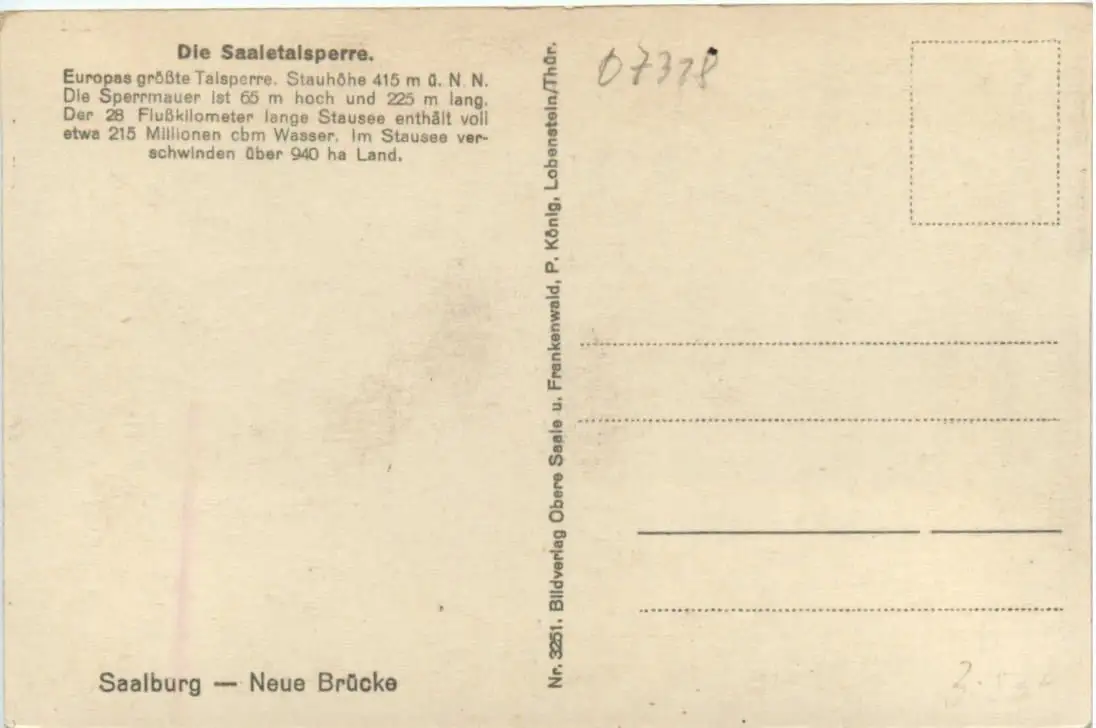 Die Saaletalsperre.
Europas größte Talsperre. Stauhöhe 415 m ü. N. N.
Die Sperrmauer ist 65 m hoch und 225 m lang.
Der 28 Flußkilometer lange Stausee enthält voll
etwa 215 Millionen cbm Wasser. Im Stausee ver-
schwinden über 940 ha Land.
Saalburg — Neue Brücke
Nr. 3251. Bildverlag Obere Saale u. Frankenwald, P. König, Lobenstein/Thür.
07318